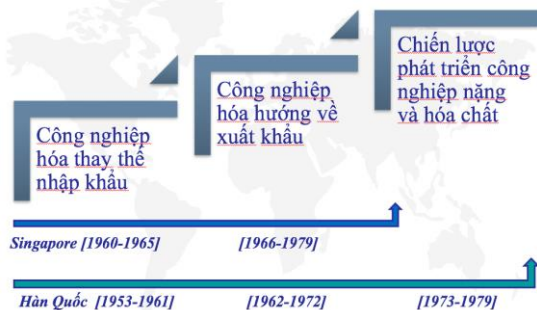 Công nghiệp
hóa thay thế
nhập khẩu
Công nghiệp
hóa hướng về
xuất khẩu
Chiến lược
phát triển công
nghiệp nặng
và hóa chất
Singapore [1960-1965] [1966-1979]
Hàn Quốc [1953-1961] [1962-1972] [1973-1979]